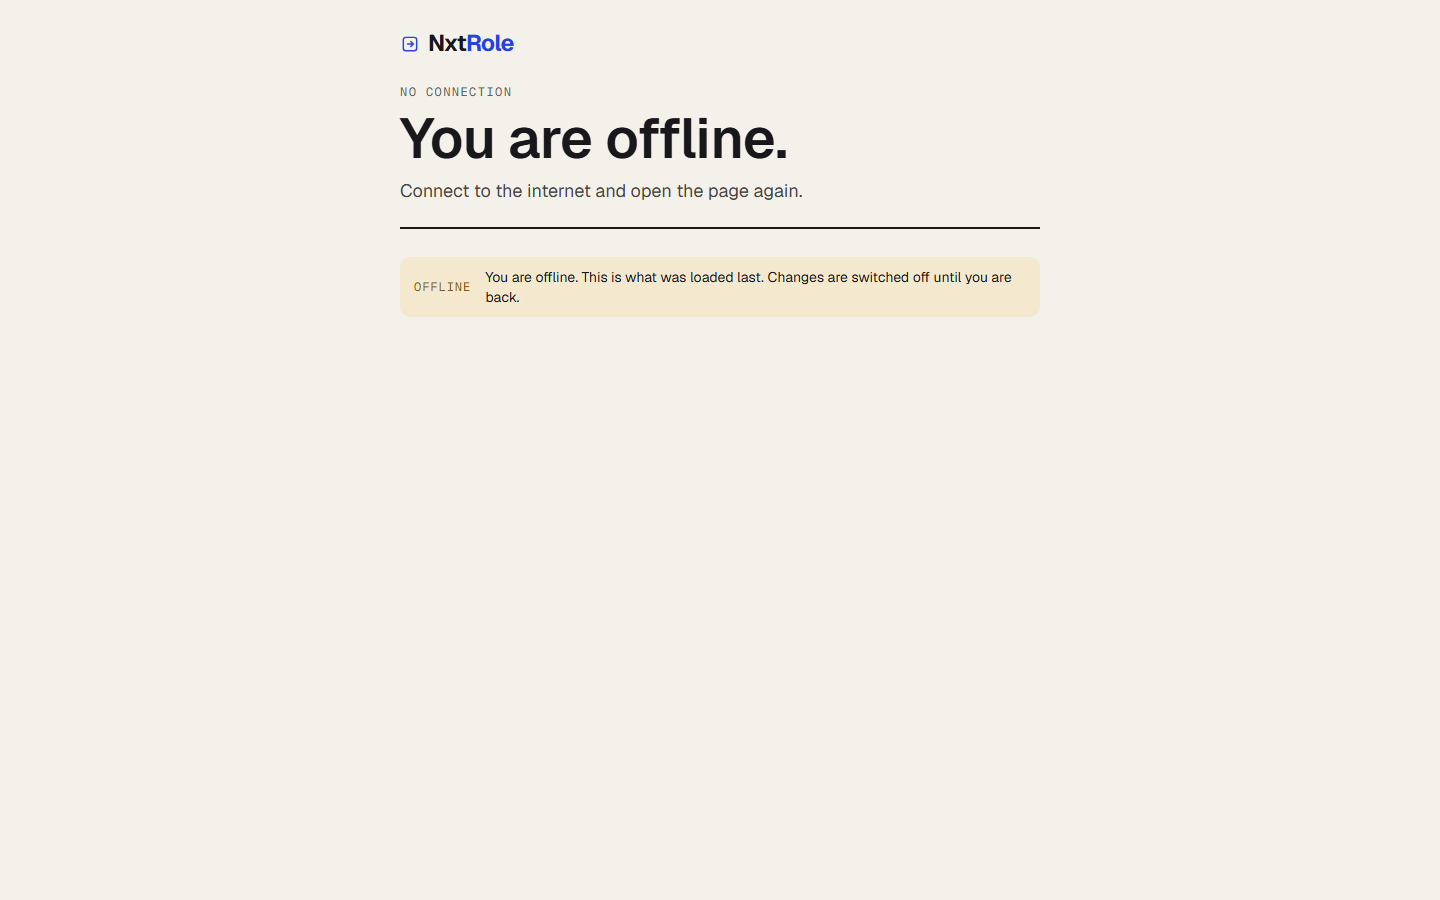 NxtRole
NO CONNECTION
You are offline.
Connect to the internet and open the page again.
OFFLINE
You are offline. This is what was loaded last. Changes are switched off until you are
back.